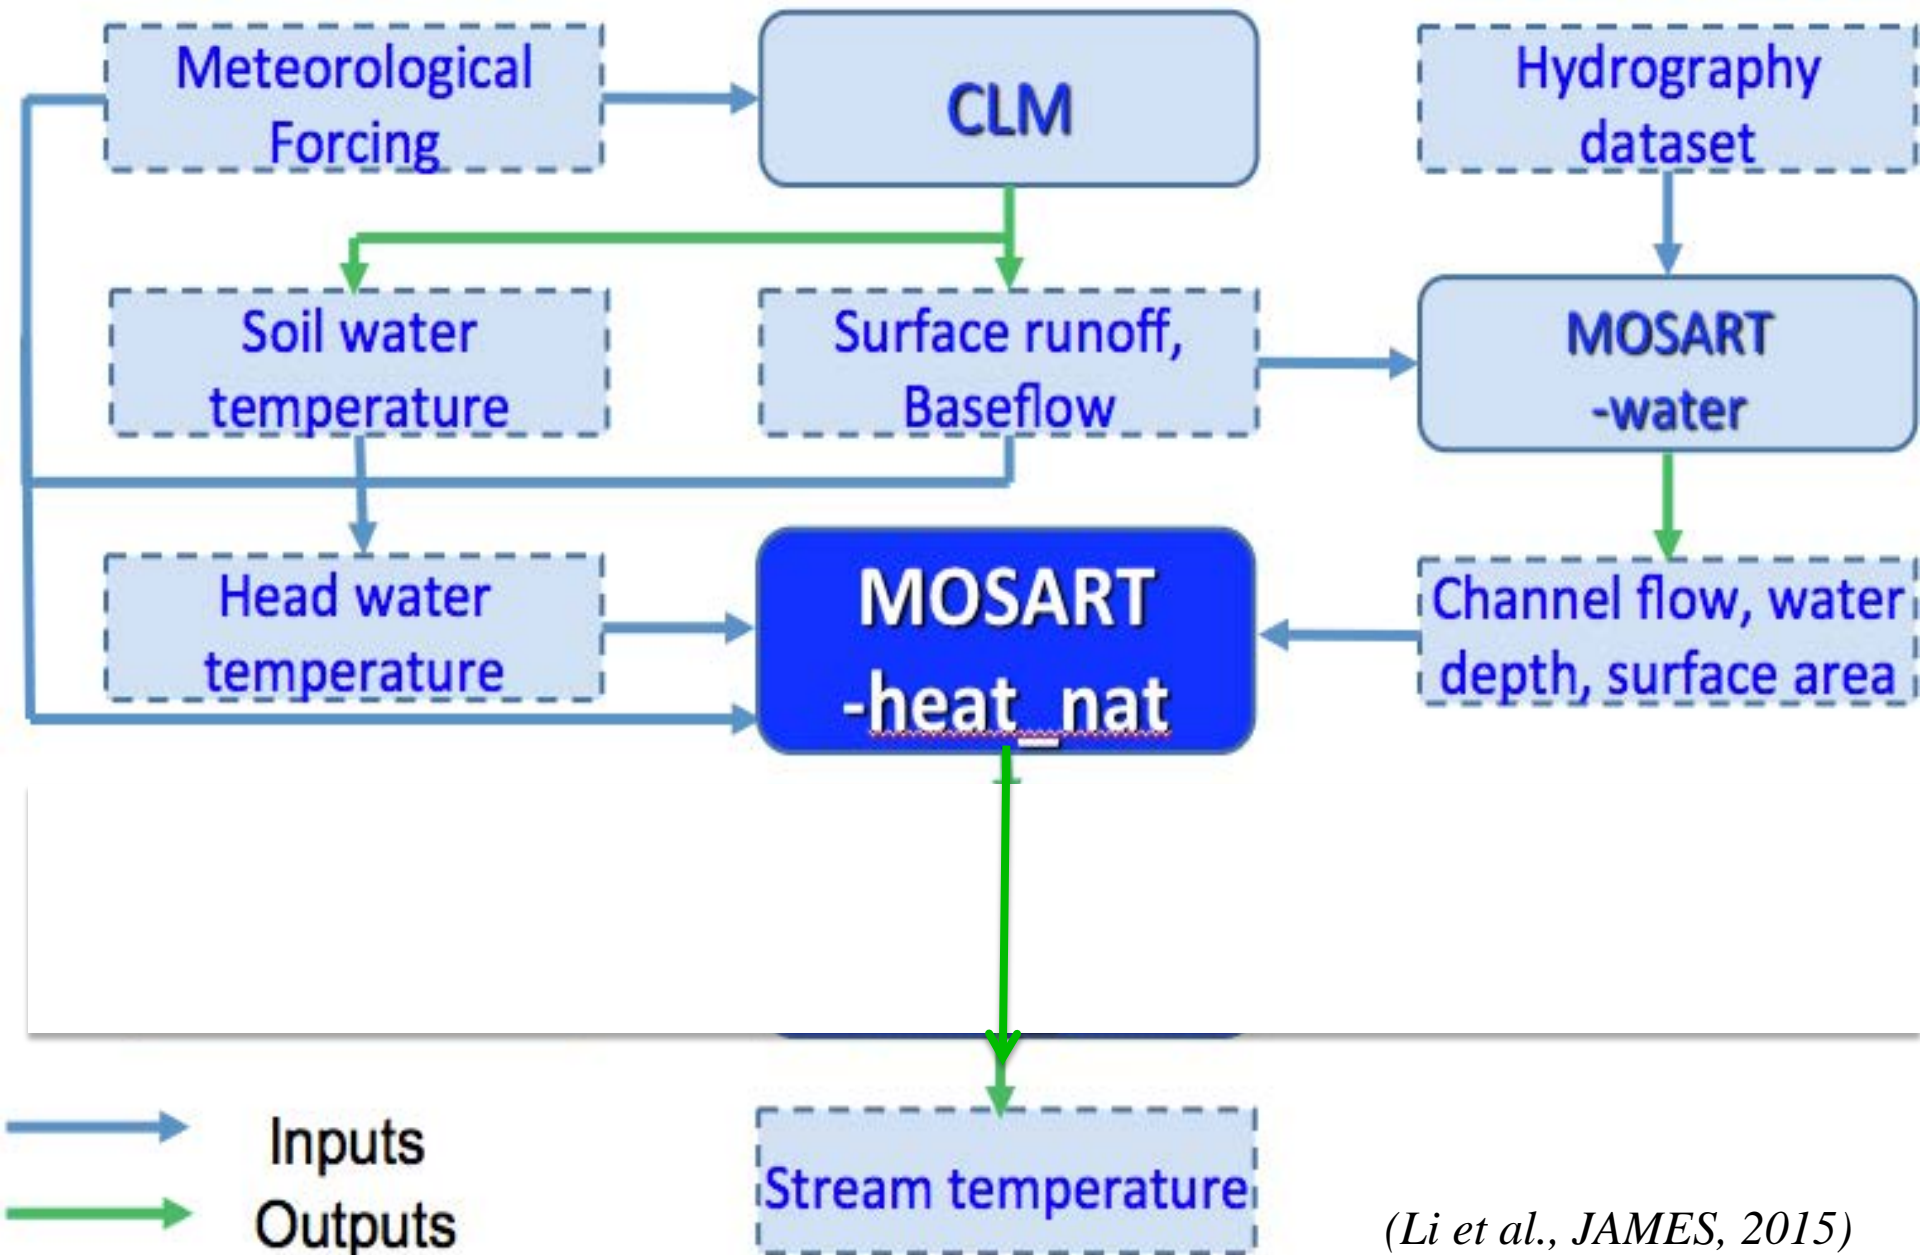 Meteorological
Forcing
CLM
Hydrography
dataset
Soil water
temperature
Surface runoff,
Baseflow
MOSART
-water
Head water
temperature
MOSART
-heat_nat
Channel flow, water
depth, surface area
Inputs
Outputs
Stream temperature
(Li et al., JAMES, 2015)